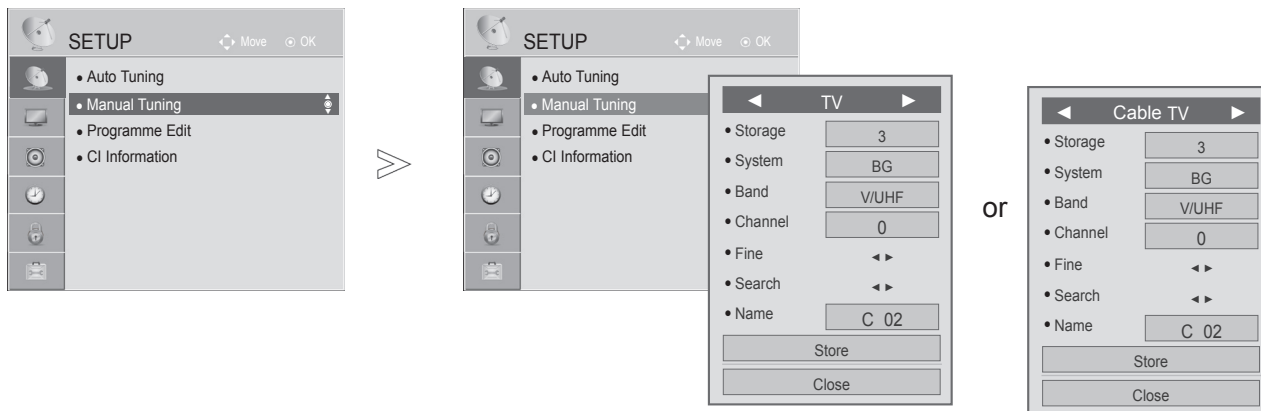 SETUP Move OK
• Auto Tuning
• Manual Tuning
• Programme Edit
• CI Information
SETUP Move OK
• Auto Tuning
• Manual Tuning
• Programme Edit
• CI Information
◄ TV ►
• Storage 3
• System BG
• Band V/UHF
• Channel 0
• Fine ◄ ►
• Search ◄ ►
• Name C 02
Store
Close
or
◄ Cable TV ►
• Storage 3
• System BG
• Band V/UHF
• Channel 0
• Fine ◄ ►
• Search ◄ ►
• Name C 02
Store
Close